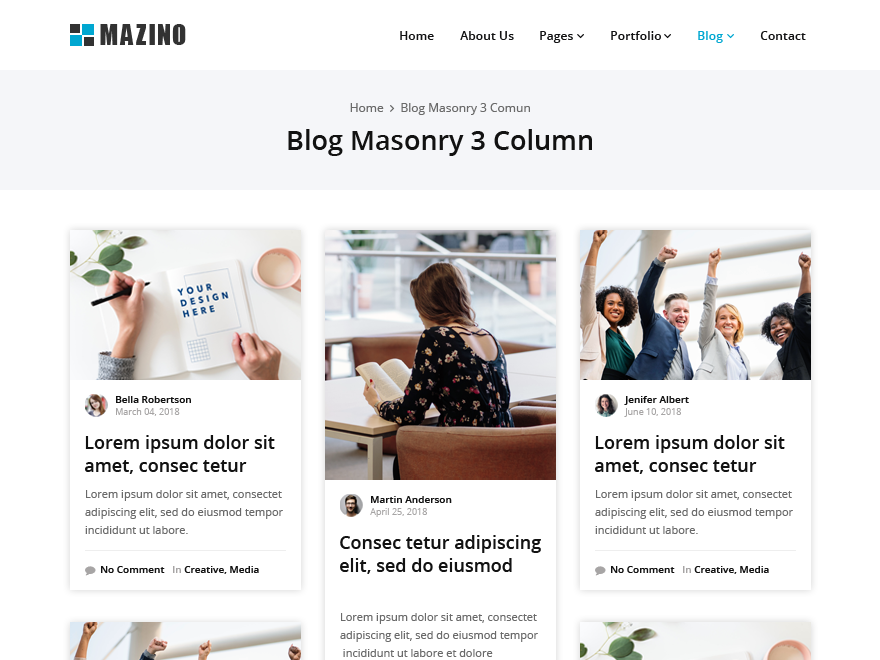 MAZINO
Home About Us Pages Portfolio Blog Contact
Home > Blog Masonry 3 Comun
Blog Masonry 3 Column
YOUR
DESIGN
HERE
Bella Robertson
March 04, 2018
Lorem ipsum dolor sit
amet, consec tetur
Lorem ipsum dolor sit amet, consectet
adipiscing elit, sed do eiusmod tempor
incididunt ut labore.
No Comment In Creative, Media
Martin Anderson
April 25, 2018
Consec tetur adipiscing
elit, sed do eiusmod
Lorem ipsum dolor sit amet, consectet
adipiscing elit, sed do eiusmod tempor
incididunt ut labore et dolore
Jenifer Albert
June 10, 2018
Lorem ipsum dolor sit
amet, consec tetur
Lorem ipsum dolor sit amet, consectet
adipiscing elit, sed do eiusmod tempor
incididunt ut labore.
No Comment In Creative, Media